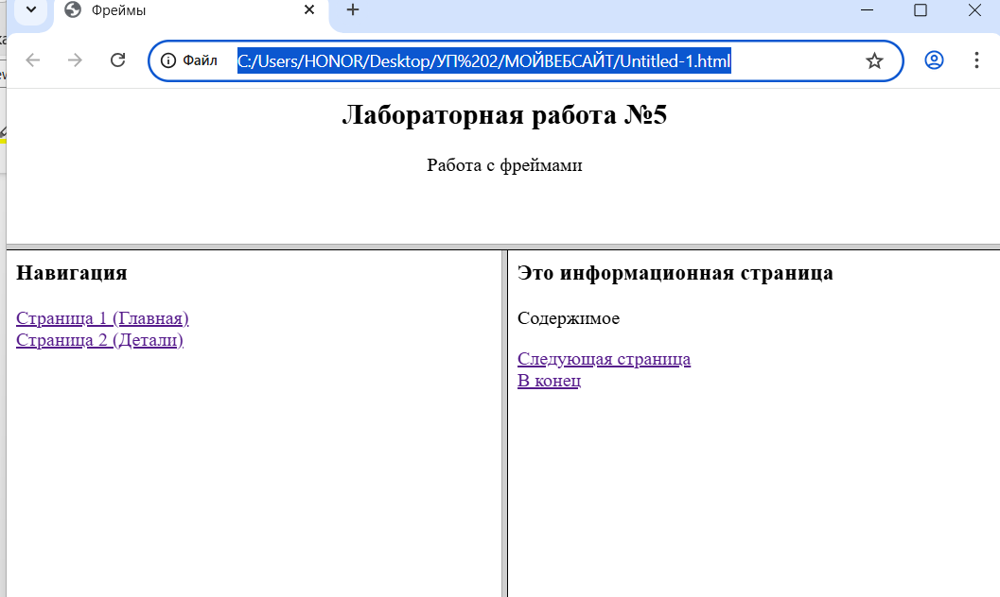 Фреймы
Файл C:/Users/HONOR/Desktop/УП%202/МОЙВЕБСАЙТ/Untitled-1.html
Лабораторная работа №5
Работа с фреймами
Навигация
Страница 1 (Главная)
Страница 2 (Детали)
Это информационная страница
Содержимое
Следующая страница
В конец